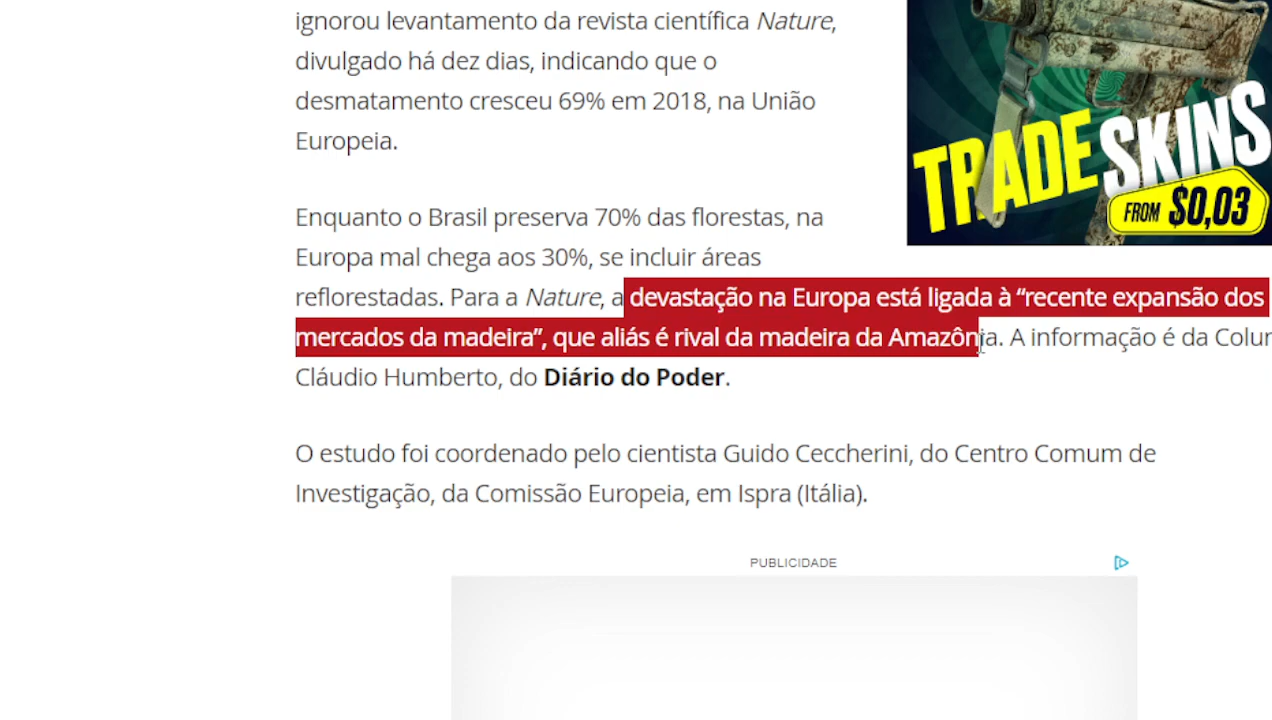 ignorou levantamento da revista científica Nature,
divulgado há dez dias, indicando que o
desmatamento cresceu 69% em 2018, na União
Europeia.
TRADE SKINS
FROM $0,03
Enquanto o Brasil preserva 70% das florestas, na
Europa mal chega aos 30%, se incluir áreas
reflorestadas. Para a Nature, a devastação na Europa está ligada à “recente expansão dos
mercados da madeira”, que aliás é rival da madeira da Amazônia. A informação é da
Cláudio Humberto, do Diário do Poder.
O estudo foi coordenado pelo cientista Guido Ceccherini, do Centro Comum de
Investigação, da Comissão Europeia, em Ispra (Itália).
PUBLICIDADE